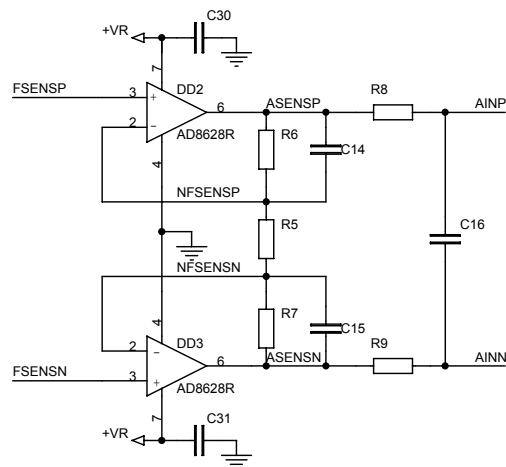 C30
+VR
7
DD2
FSENSP
3
+
6
ASENSP
R8
AINP
2
−
AD8628R
R6
C14
4
NFSENSP
R5
C16
NFSENSN
4
R7
C15
2
−
DD3
6
ASENSN
R9
AINN
FSENSN
3
+
AD8628R
7
C31
+VR